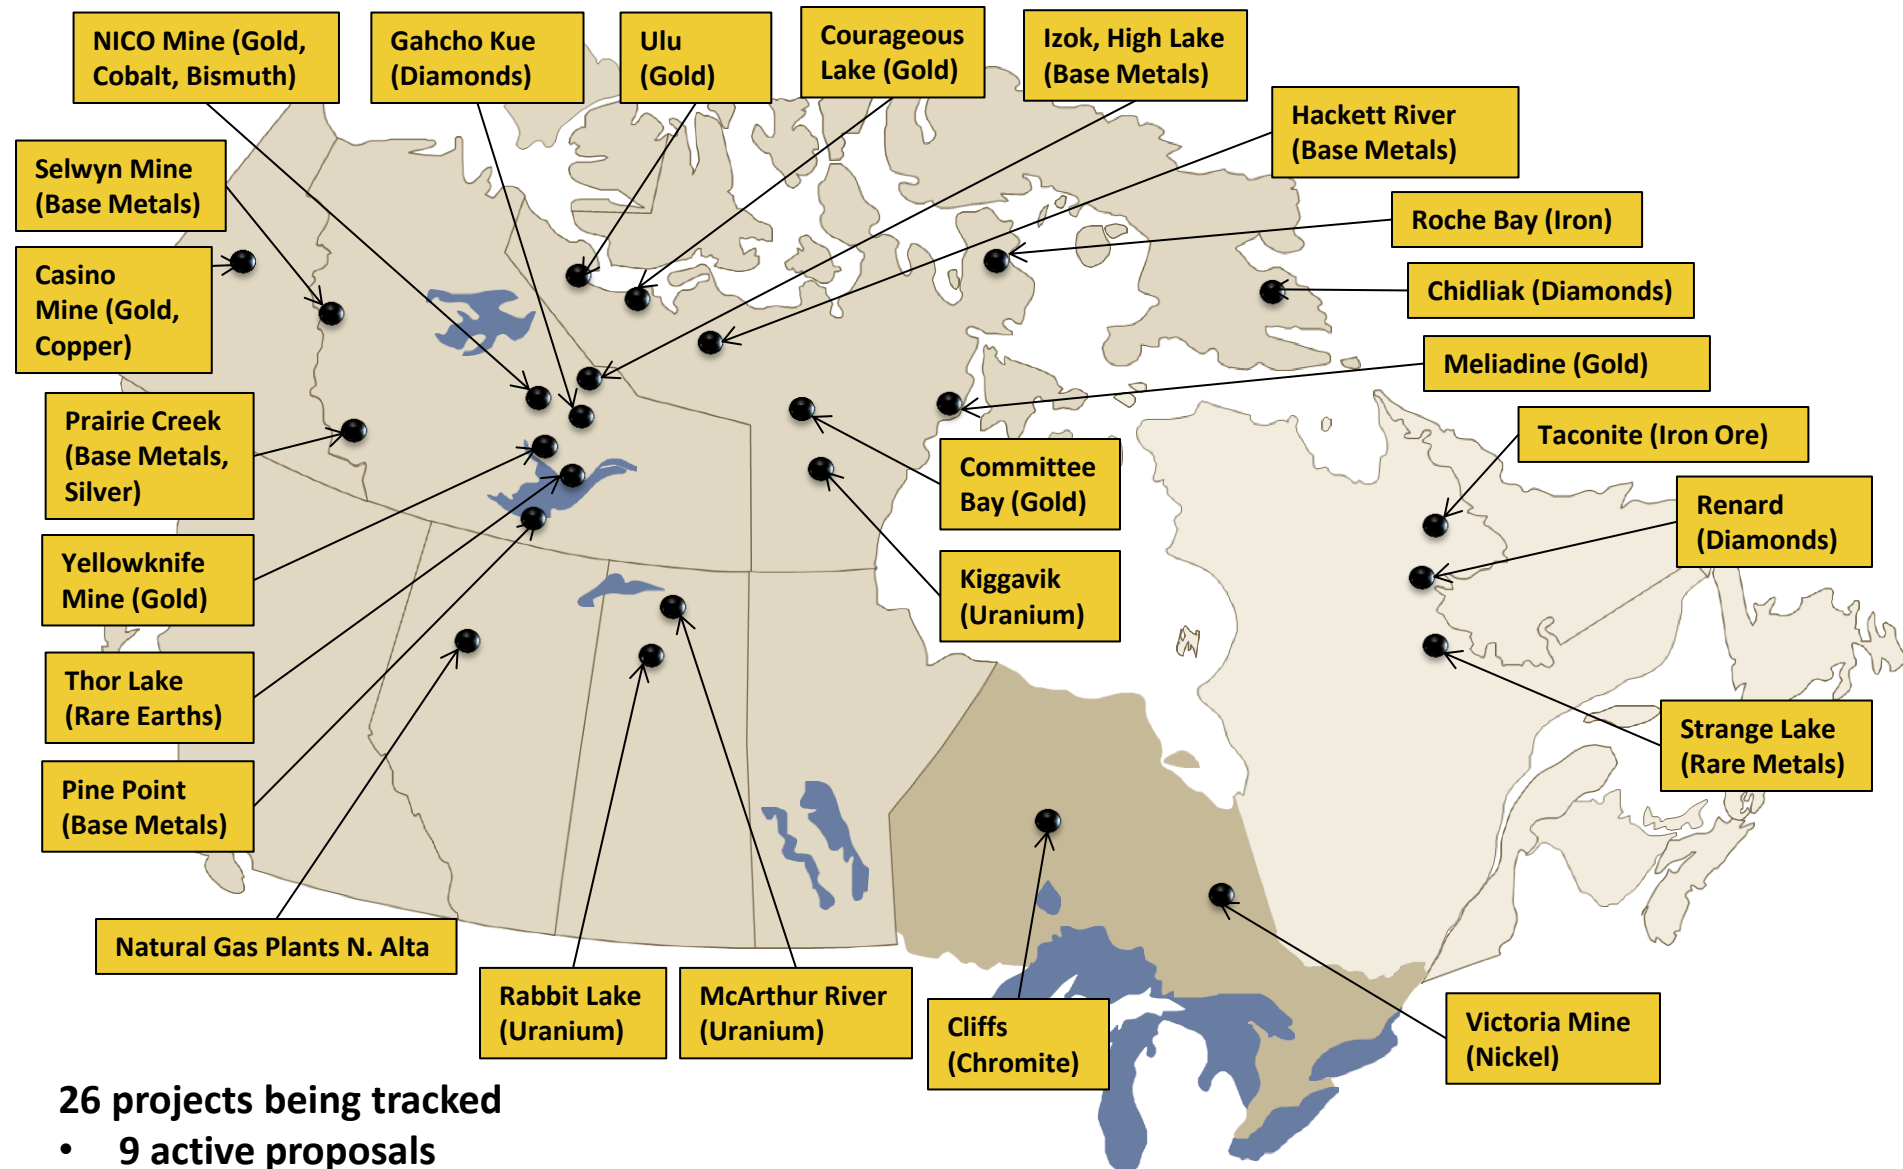 NICO Mine (Gold,
Cobalt, Bismuth)
Gahcho Kue
(Diamonds)
Ulu
(Gold)
Courageous
Lake (Gold)
Izok, High Lake
(Base Metals)
Hackett River
(Base Metals)
Selwyn Mine
(Base Metals)
Roche Bay (Iron)
Casino
Mine (Gold,
Copper)
Chidliak (Diamonds)
Meliadine (Gold)
Prairie Creek
(Base Metals,
Silver)
Taconite (Iron Ore)
Committee
Bay (Gold)
Renard
(Diamonds)
Yellowknife
Mine (Gold)
Kiggavik
(Uranium)
Thor Lake
(Rare Earths)
Strange Lake
(Rare Metals)
Pine Point
(Base Metals)
Natural Gas Plants N. Alta
Rabbit Lake
(Uranium)
McArthur River
(Uranium)
Cliffs
(Chromite)
Victoria Mine
(Nickel)
26 projects being tracked
• 9 active proposals